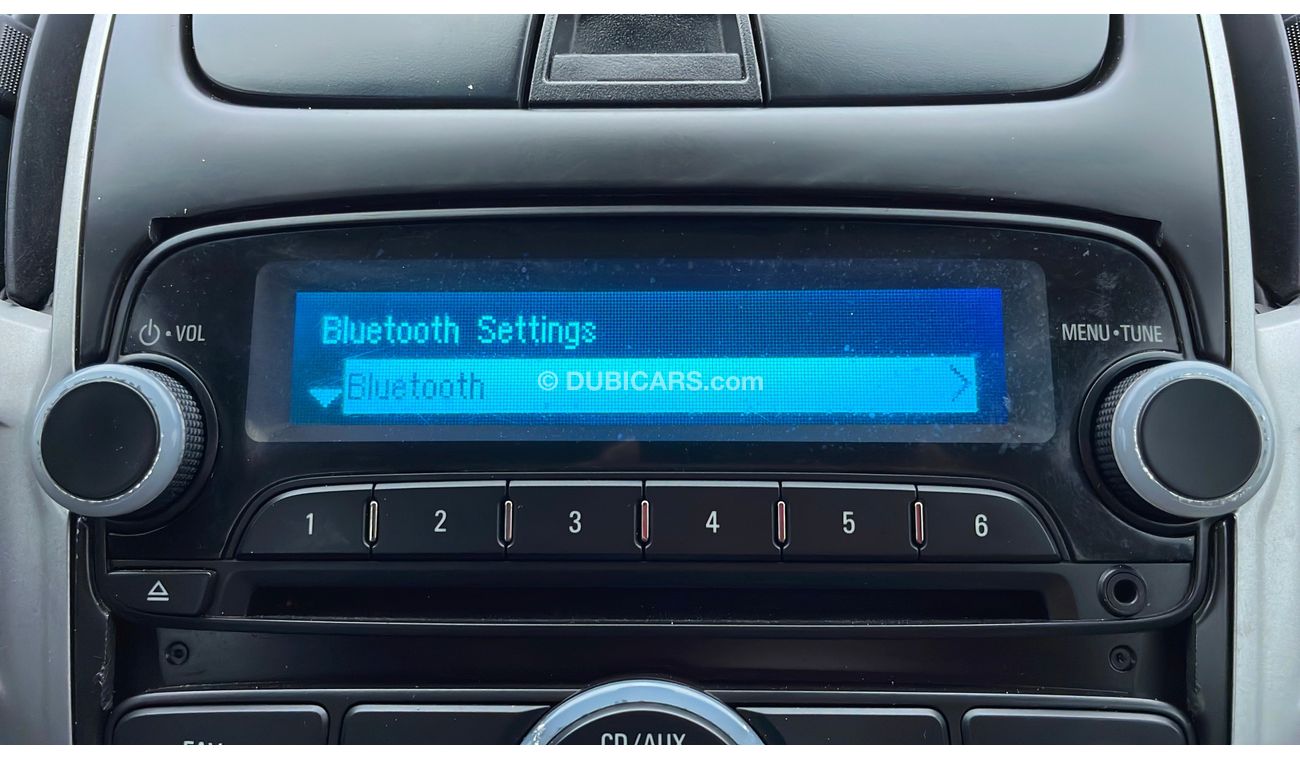 VOL
MENU•TUNE
Bluetooth Settings
Bluetooth
© DUBICARS.com
1 2 3 4 5 6
CD/AUX